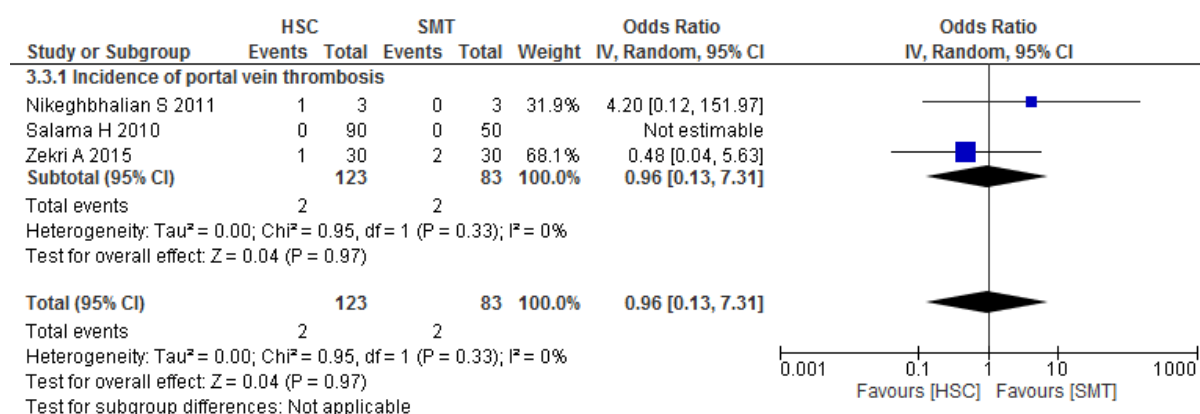 HSC SMT Odds Ratio Odds Ratio
Study or Subgroup Events Total Events Total Weight IV, Random, 95% CI IV, Random, 95% CI
3.3.1 Incidence of portal vein thrombosis
Nikeghbhalian S 2011 1 3 0 3 31.9% 4.20 [0.12, 151.97]
Salama H 2010 0 90 0 50 Not estimable
Zekri A 2015 1 30 2 30 68.1% 0.48 [0.04, 5.63]
Subtotal (95% CI) 123 83 100.0% 0.96 [0.13, 7.31]
Total events 2 2
Heterogeneity: Tau² = 0.00; Chi² = 0.95, df = 1 (P = 0.33); I² = 0%
Test for overall effect: Z = 0.04 (P = 0.97)
Total (95% CI) 123 83 100.0% 0.96 [0.13, 7.31]
Total events 2 2
Heterogeneity: Tau² = 0.00; Chi² = 0.95, df = 1 (P = 0.33); I² = 0%
Test for overall effect: Z = 0.04 (P = 0.97)
Test for subgroup differences: Not applicable
0.001 0.1 1 10 1000
Favours [HSC] Favours [SMT]